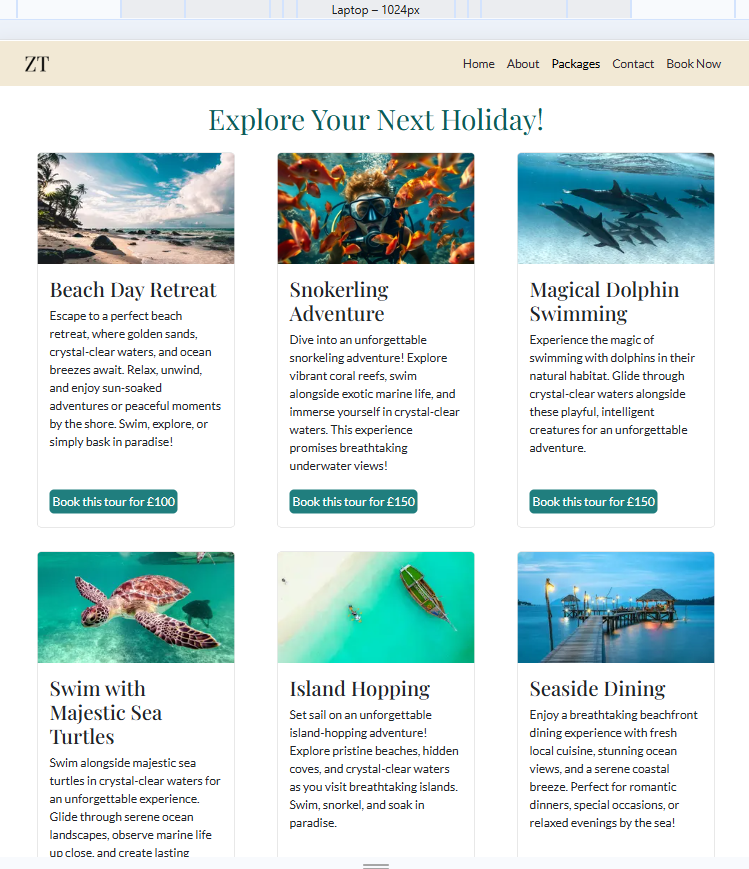 Laptop – 1024px
ZT
Home About Packages Contact Book Now
Explore Your Next Holiday!
Beach Day Retreat
Escape to a perfect beach
retreat, where golden sands,
crystal-clear waters, and ocean
breezes await. Relax, unwind,
and enjoy sun-soaked
adventures or peaceful moments
by the shore. Swim, explore, or
simply bask in paradise!
Book this tour for £100
Snokerling
Adventure
Dive into an unforgettable
snorkeling adventure! Explore
vibrant coral reefs, swim
alongside exotic marine life, and
immerse yourself in crystal-clear
waters. This experience
promises breathtaking
underwater views!
Book this tour for £150
Magical Dolphin
Swimming
Experience the magic of
swimming with dolphins in their
natural habitat. Glide through
crystal-clear waters alongside
these playful, intelligent
creatures for an unforgettable
adventure.
Book this tour for £150
Swim with
Majestic Sea
Turtles
Swim alongside majestic sea
turtles in crystal-clear waters for
an unforgettable experience.
Glide through serene ocean
landscapes, observe marine life
up close, and create lasting
Island Hopping
Set sail on an unforgettable
island-hopping adventure!
Explore pristine beaches, hidden
coves, and crystal-clear waters
as you visit breathtaking islands.
Swim, snorkel, and soak in
paradise.
Seaside Dining
Enjoy a breathtaking beachfront
dining experience with fresh
local cuisine, stunning ocean
views, and a serene coastal
breeze. Perfect for romantic
dinners, special occasions, or
relaxed evenings by the sea!